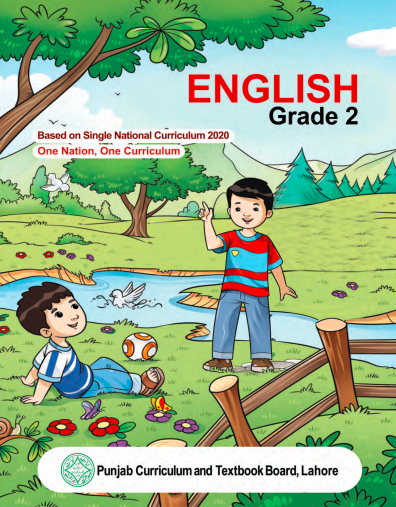 ENGLISH
Grade 2
Based on Single National Curriculum 2020
One Nation, One Curriculum
Punjab Curriculum and Textbook Board, Lahore